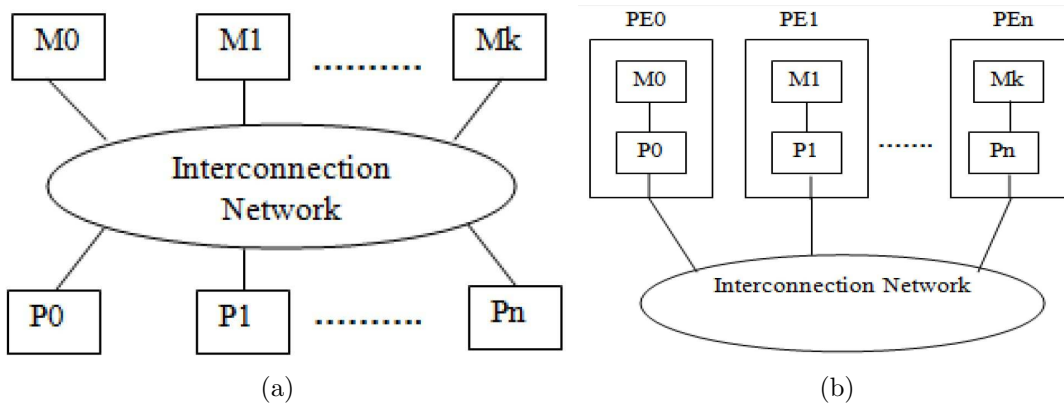 M0 M1 .......... Mk
Interconnection
Network
P0 P1 .......... Pn
(a)
PE0 PE1 PEn
M0 M1 Mk
P0 P1 ....... Pn
Interconnection Network
(b)